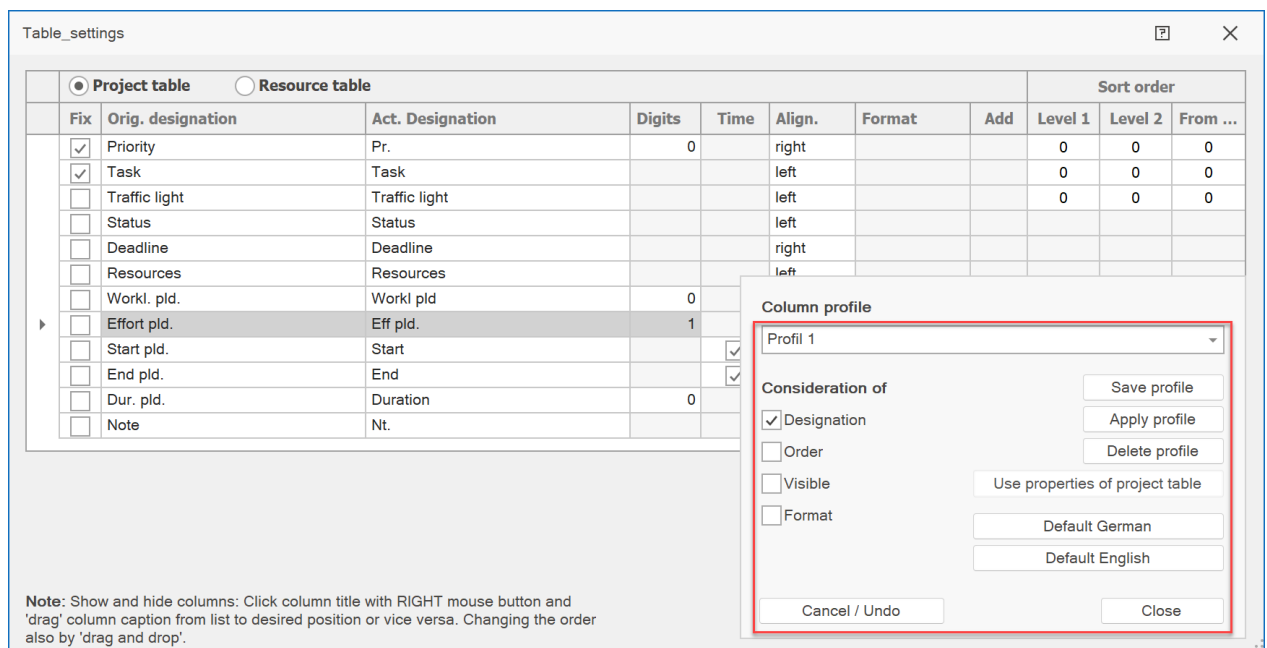 Table_settings
Project table Resource table Sort order
Fix Orig. designation Act. Designation Digits Time Align. Format Add Level 1 Level 2 From ...
Priority Pr. 0 right 0 0 0
Task Task left 0 0 0
Traffic light Traffic light left 0 0 0
Status Status left
Deadline Deadline right
Resources Resources left
Workl. pld. Workl pld 0
Effort pld. Eff pld. 1
Start pld. Start
End pld. End
Dur. pld. Duration 0
Note Nt.
Column profile
Profil 1
Consideration of Save profile
Designation Apply profile
Order Delete profile
Visible Use properties of project table
Format
Default German
Default English
Cancel / Undo Close
Note: Show and hide columns: Click column title with RIGHT mouse button and
'drag' column caption from list to desired position or vice versa. Changing the order
also by 'drag and drop'.